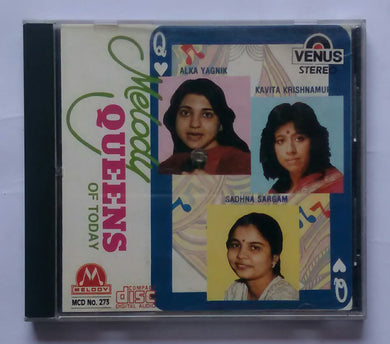 Q
VENUS
STEREO
ALKA YAGNIK
KAVITA KRISHNAMUR
SADHNA SARGAM
Melody
QUEENS
OF TODAY
M
MELODY
MCD No. 273
COMPACT
disc
DIGITAL AUDIO
Q